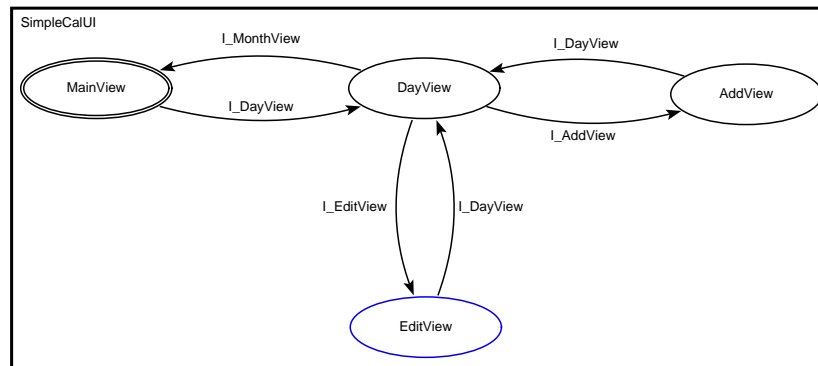 SimpleCalUI
I_MonthView
I_DayView
MainView
DayView
AddView
I_DayView
I_AddView
I_EditView
I_DayView
EditView